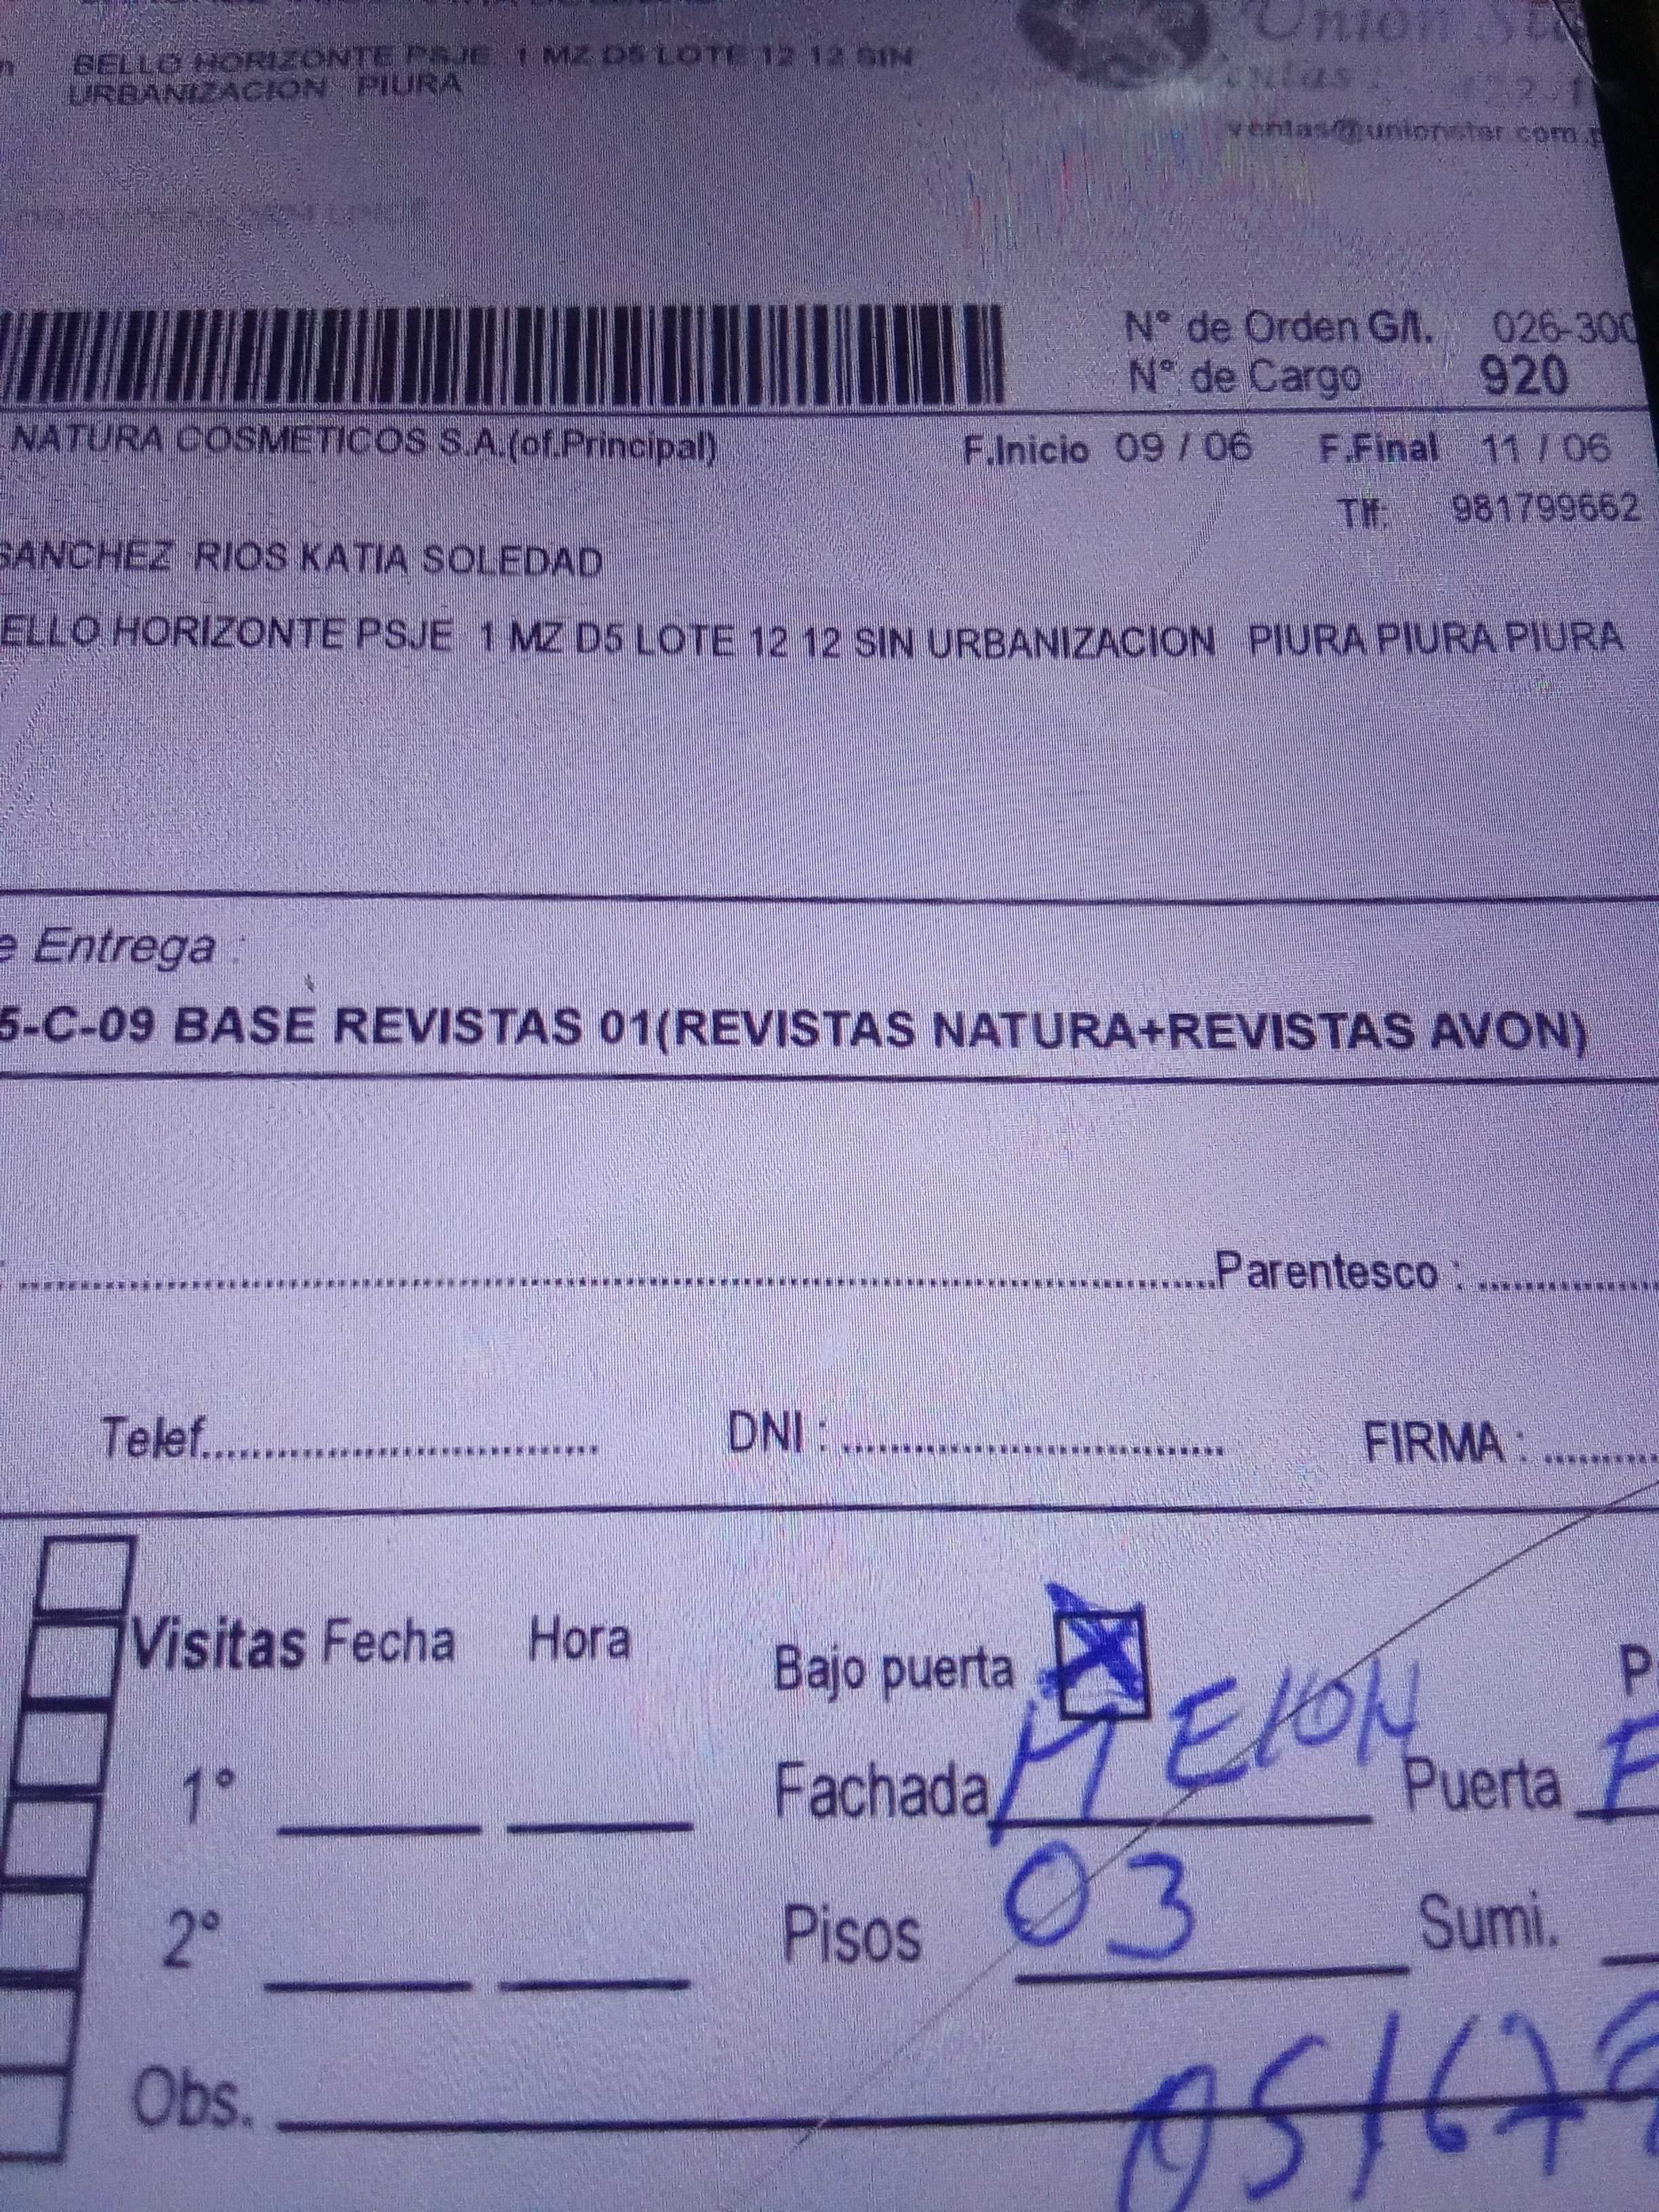 BELLO HORIZONTE PSJE 1 MZ D5 LOTE 12 12 SIN
URBANIZACION PIURA
Union
ventas@unionstar.com.p
N° de Orden G/I. 026-300
N° de Cargo 920
NATURA COSMETICOS S.A.(of.Principal) F.Inicio 09 / 06 F.Final 11 / 06
Tlf: 981799662
SANCHEZ RIOS KATIA SOLEDAD
ELLO HORIZONTE PSJE 1 MZ D5 LOTE 12 12 SIN URBANIZACION PIURA PIURA PIURA
e Entrega :
5-C-09 BASE REVISTAS 01(REVISTAS NATURA+REVISTAS AVON)
Parentesco :
Telef. DNI : FIRMA :
Visitas Fecha Hora Bajo puerta X P
1° Fachada Puerta F
2° Pisos 03 Sumi.
Obs.